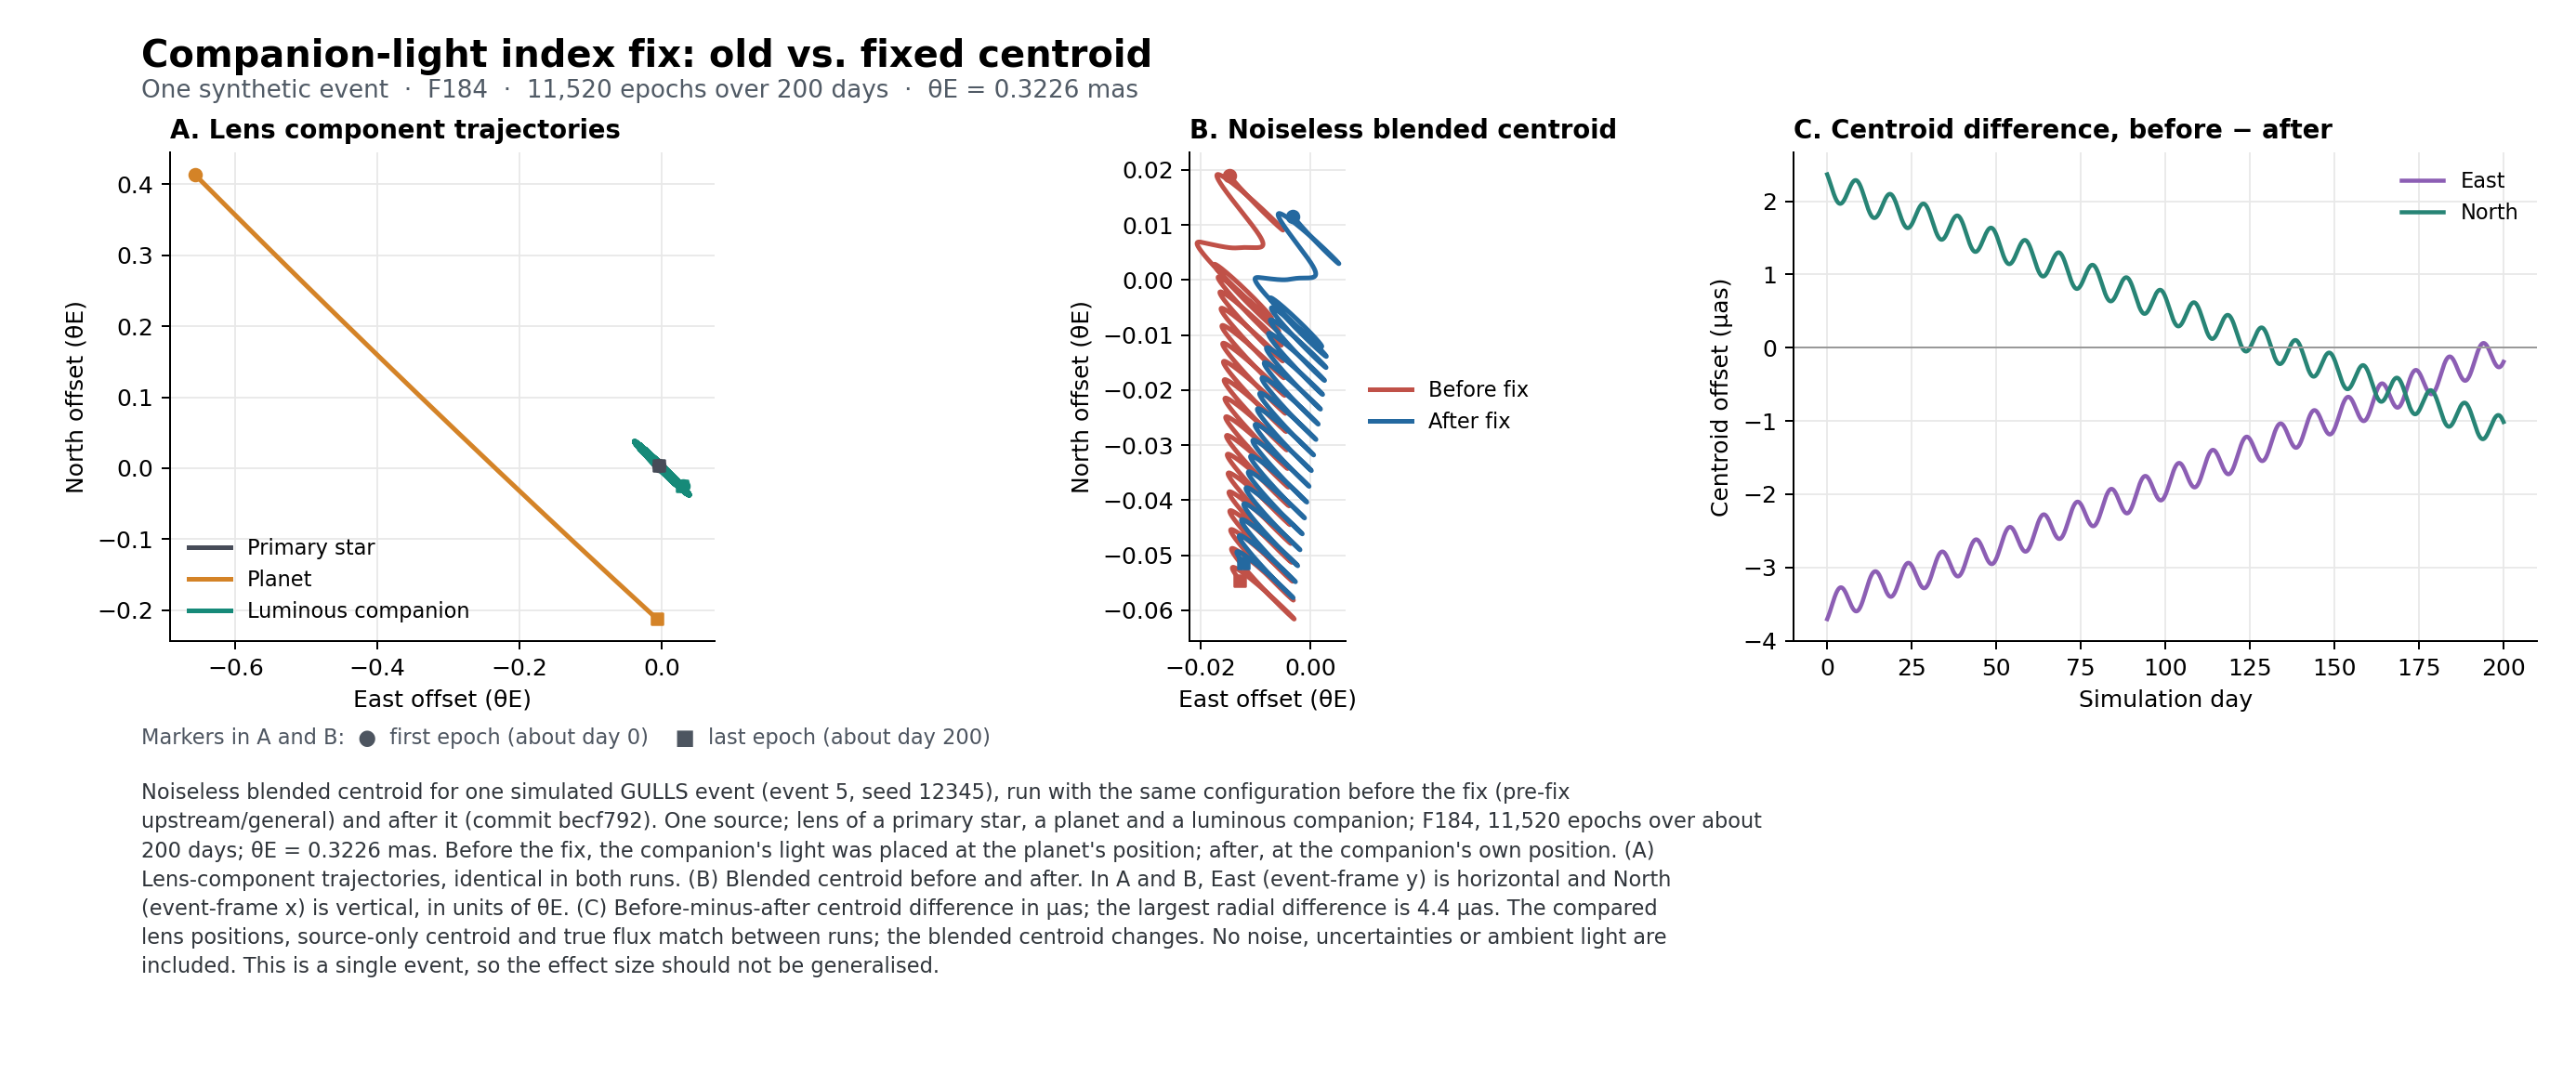 Companion-light index fix: old vs. fixed centroid
One synthetic event · F184 · 11,520 epochs over 200 days · θE = 0.3226 mas
A. Lens component trajectories
0.4
0.3
0.2
0.1
0.0
−0.1
−0.2
North offset (θE)
Primary star
Planet
Luminous companion
−0.6
−0.4
−0.2
0.0
East offset (θE)
B. Noiseless blended centroid
0.02
0.01
0.00
−0.01
−0.02
−0.03
−0.04
−0.05
−0.06
North offset (θE)
−0.02
0.00
East offset (θE)
Before fix
After fix
C. Centroid difference, before − after
2
1
0
−1
−2
−3
−4
Centroid offset (µas)
East
North
0
25
50
75
100
125
150
175
200
Simulation day
Markers in A and B: ● first epoch (about day 0) ■ last epoch (about day 200)
Noiseless blended centroid for one simulated GULLS event (event 5, seed 12345), run with the same configuration before the fix (pre-fix
upstream/general) and after it (commit becf792). One source; lens of a primary star, a planet and a luminous companion; F184, 11,520 epochs over about
200 days; θE = 0.3226 mas. Before the fix, the companion's light was placed at the planet's position; after, at the companion's own position. (A)
Lens-component trajectories, identical in both runs. (B) Blended centroid before and after. In A and B, East (event-frame y) is horizontal and North
(event-frame x) is vertical, in units of θE. (C) Before-minus-after centroid difference in µas; the largest radial difference is 4.4 µas. The compared
lens positions, source-only centroid and true flux match between runs; the blended centroid changes. No noise, uncertainties or ambient light are
included. This is a single event, so the effect size should not be generalised.